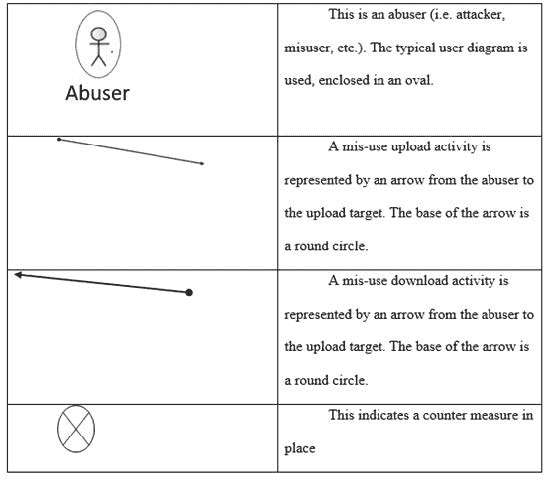 Abuser
This is an abuser (i.e. attacker,
misuser, etc.). The typical user diagram is
used, enclosed in an oval.
A mis-use upload activity is
represented by an arrow from the abuser to
the upload target. The base of the arrow is
a round circle.
A mis-use download activity is
represented by an arrow from the abuser to
the upload target. The base of the arrow is
a round circle.
This indicates a counter measure in
place